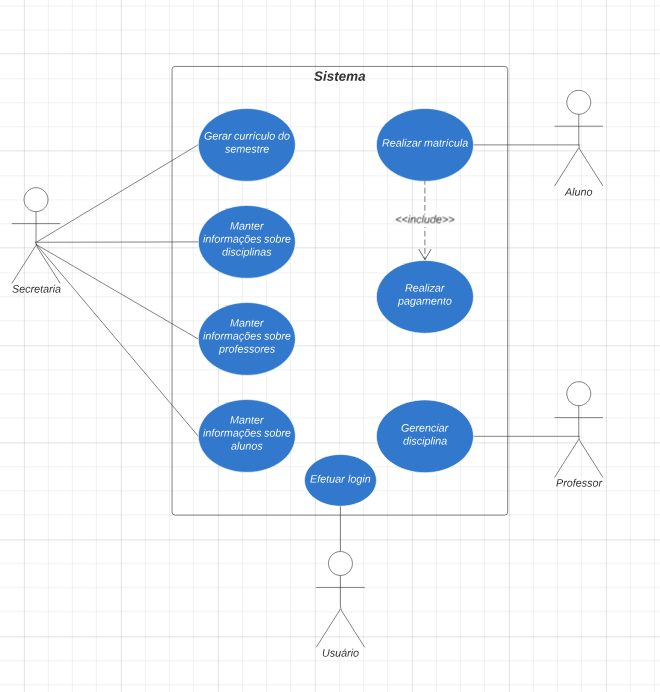 Sistema
Gerar currículo do
semestre
Realizar matrícula
Aluno
<<include>>
Manter
informações sobre
disciplinas
Secretaria
Realizar
pagamento
Manter
informações sobre
professores
Manter
informações sobre
alunos
Gerenciar
disciplina
Professor
Efetuar login
Usuário